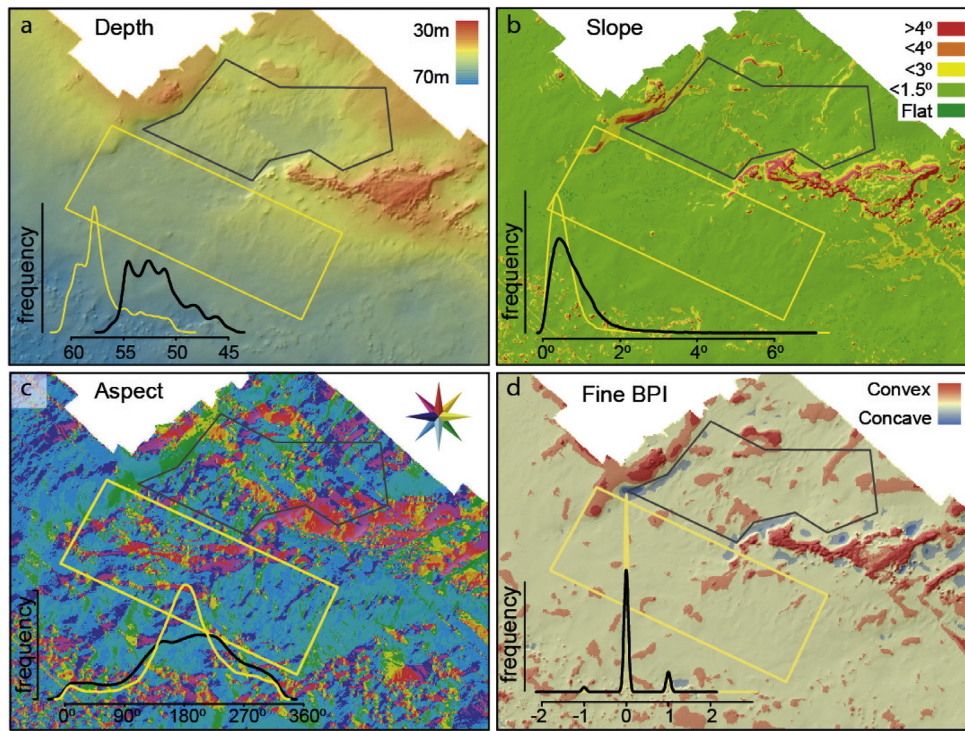 a
Depth
30m
70m
frequency
60 55 50 45
b
Slope
>4º
<4º
<3º
<1.5º
Flat
frequency
0º 2º 4º 6º
c
Aspect
frequency
0º 90º 180º 270º 360º
d
Fine BPI
Convex
Concave
frequency
-2 -1 0 1 2